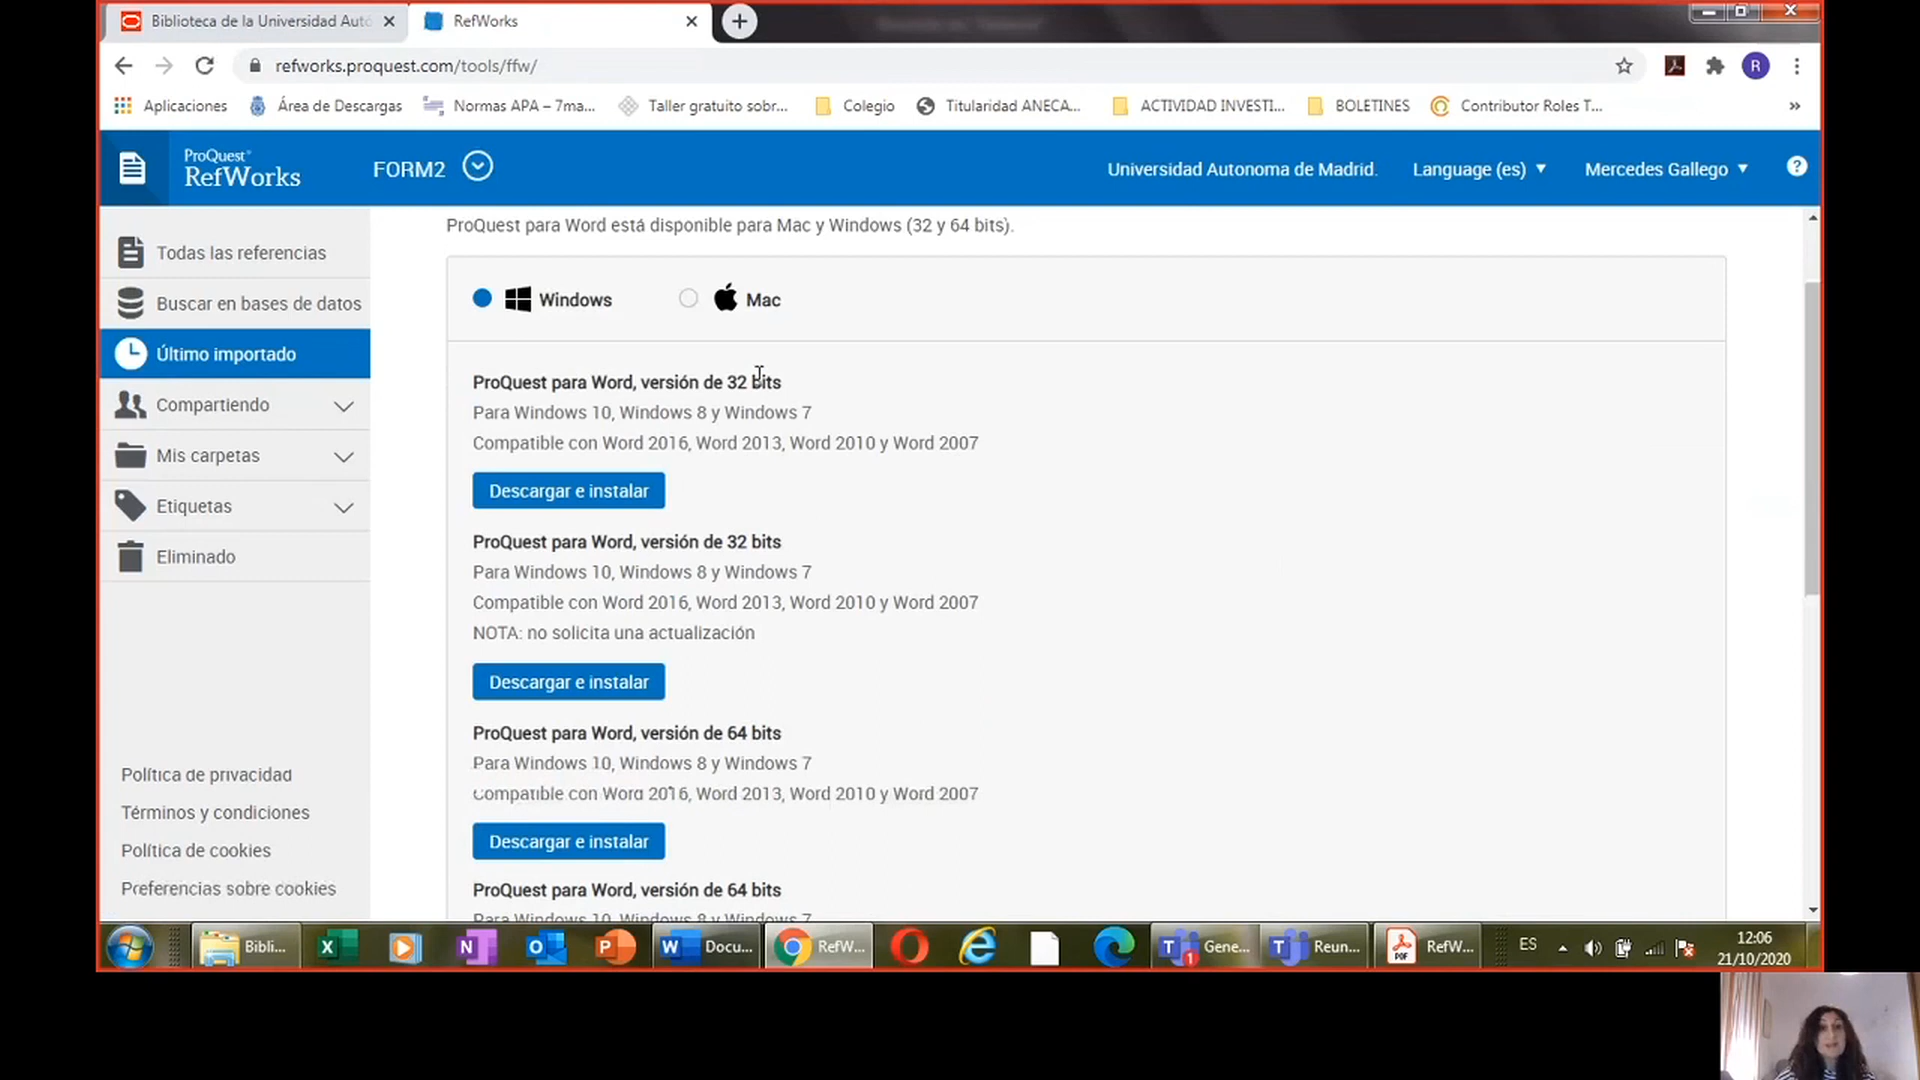 Biblioteca de la Universidad Autó
RefWorks
refworks.proquest.com/tools/ffw/
R
Aplicaciones
Área de Descargas
Normas APA – 7ma...
Taller gratuito sobr...
Colegio
Titularidad ANECA...
ACTIVIDAD INVESTI...
BOLETINES
Contributor Roles T...
»
ProQuest
RefWorks
FORM2
Universidad Autonoma de Madrid.
Language (es)
Mercedes Gallego
?
Todas las referencias
Buscar en bases de datos
Último importado
Compartiendo
Mis carpetas
Etiquetas
Eliminado
Política de privacidad
Términos y condiciones
Política de cookies
Preferencias sobre cookies
ProQuest para Word está disponible para Mac y Windows (32 y 64 bits).
Windows
Mac
ProQuest para Word, versión de 32 bits
Para Windows 10, Windows 8 y Windows 7
Compatible con Word 2016, Word 2013, Word 2010 y Word 2007
Descargar e instalar
ProQuest para Word, versión de 32 bits
Para Windows 10, Windows 8 y Windows 7
Compatible con Word 2016, Word 2013, Word 2010 y Word 2007
NOTA: no solicita una actualización
Descargar e instalar
ProQuest para Word, versión de 64 bits
Para Windows 10, Windows 8 y Windows 7
Compatible con Word 2016, Word 2013, Word 2010 y Word 2007
Descargar e instalar
ProQuest para Word, versión de 64 bits
Para Windows 10, Windows 8 y Windows 7
Bibli...
Docu...
RefW...
Gene...
Reun...
RefW...
ES
12:06
21/10/2020